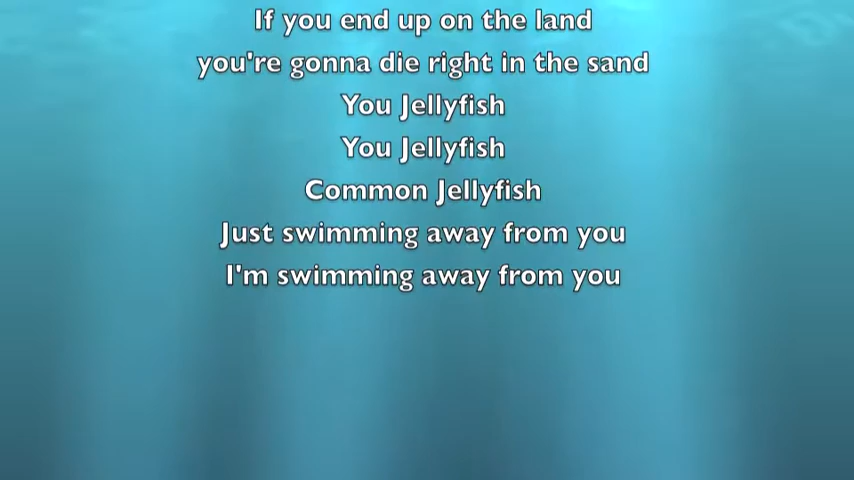 If you end up on the land
you're gonna die right in the sand
You Jellyfish
You Jellyfish
Common Jellyfish
Just swimming away from you
I'm swimming away from you